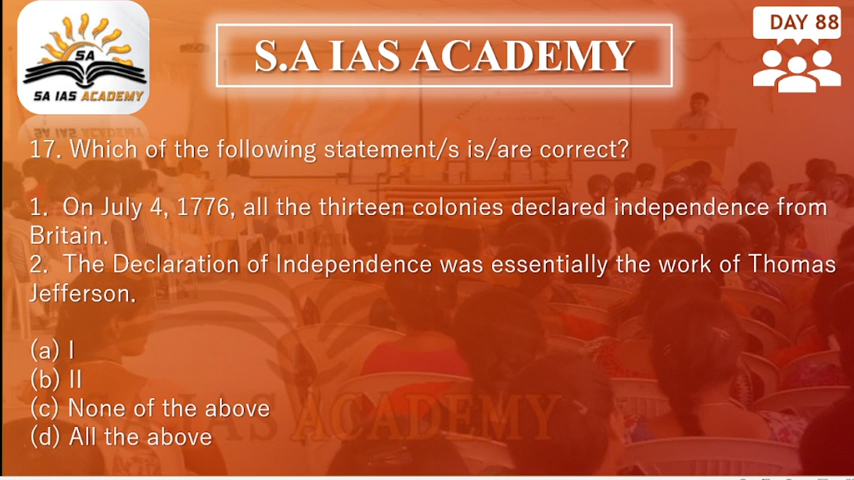 SA
SA IAS ACADEMY
S.A IAS ACADEMY
DAY 88
17. Which of the following statement/s is/are correct?
1. On July 4, 1776, all the thirteen colonies declared independence from
Britain.
2. The Declaration of Independence was essentially the work of Thomas
Jefferson.
(a) I
(b) II
(c) None of the above
(d) All the above
IAS ACADEMY